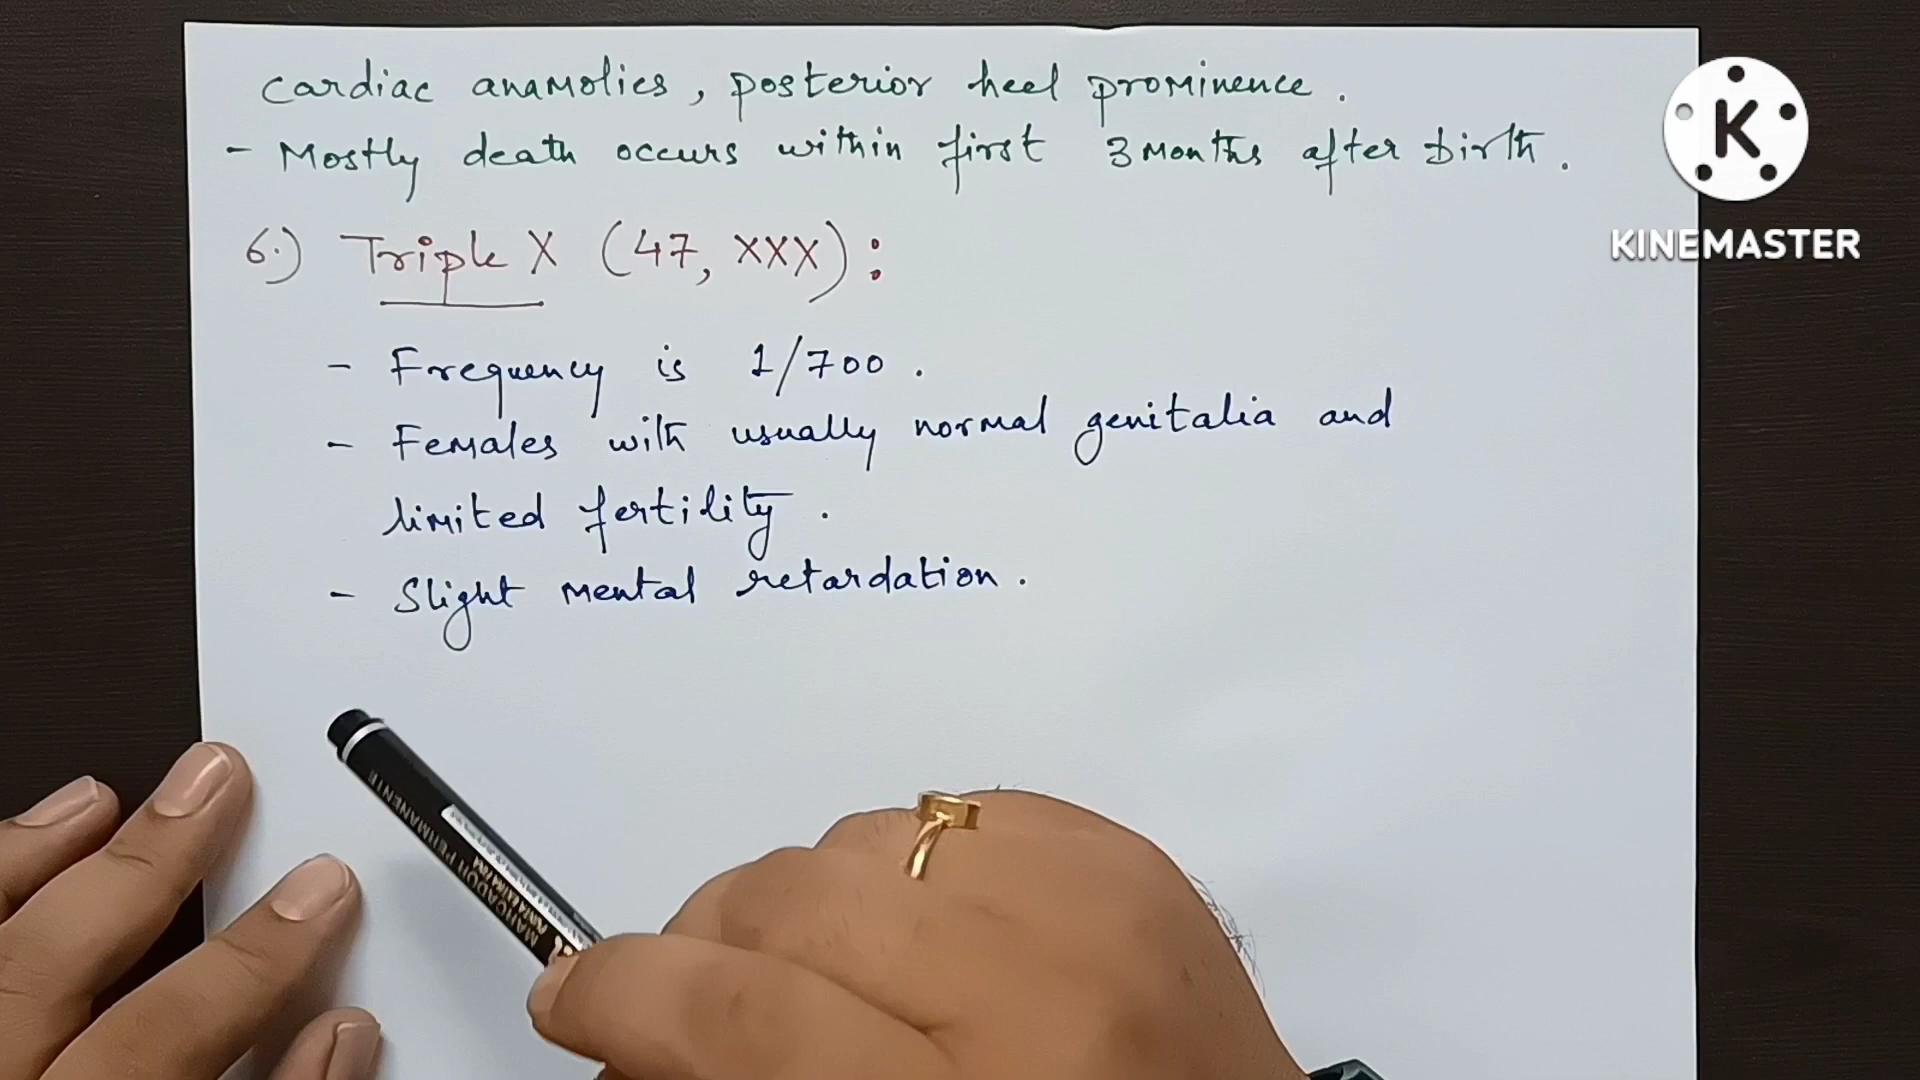 cardiac anamolies, posterior heel prominence.
- Mostly death occurs within first 3 months after birth.
K
KINEMASTER
6.) Triple X (47, XXX):
- Frequency is 1/700.
- Females with usually normal genitalia and
limited fertility.
- Slight mental retardation.
PERMANENT